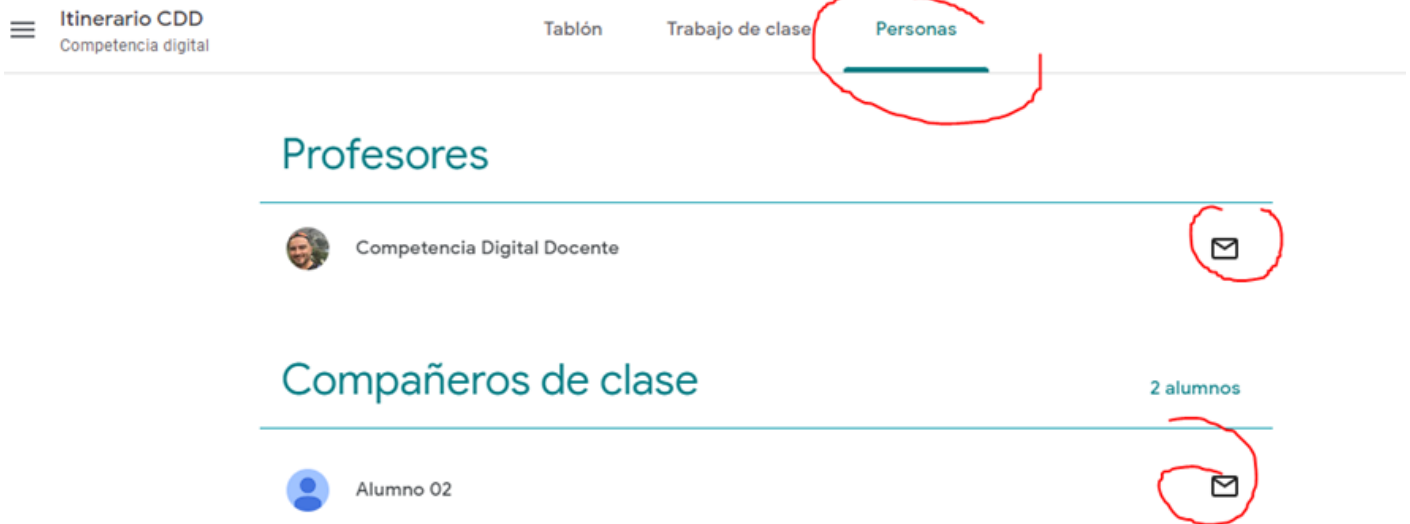 Itinerario CDD
Competencia digital
Tablón Trabajo de clase Personas
Profesores
Competencia Digital Docente
Compañeros de clase
2 alumnos
Alumno 02